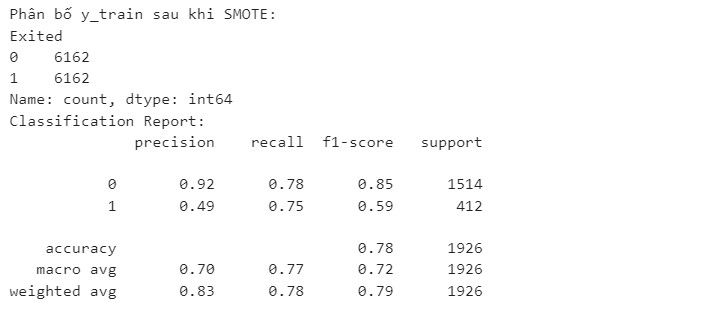 Phân bố y_train sau khi SMOTE:
Exited
0    6162
1    6162
Name: count, dtype: int64
Classification Report:
              precision    recall  f1-score   support

           0       0.92      0.78      0.85      1514
           1       0.49      0.75      0.59       412

    accuracy                           0.78      1926
   macro avg       0.70      0.77      0.72      1926
weighted avg       0.83      0.78      0.79      1926